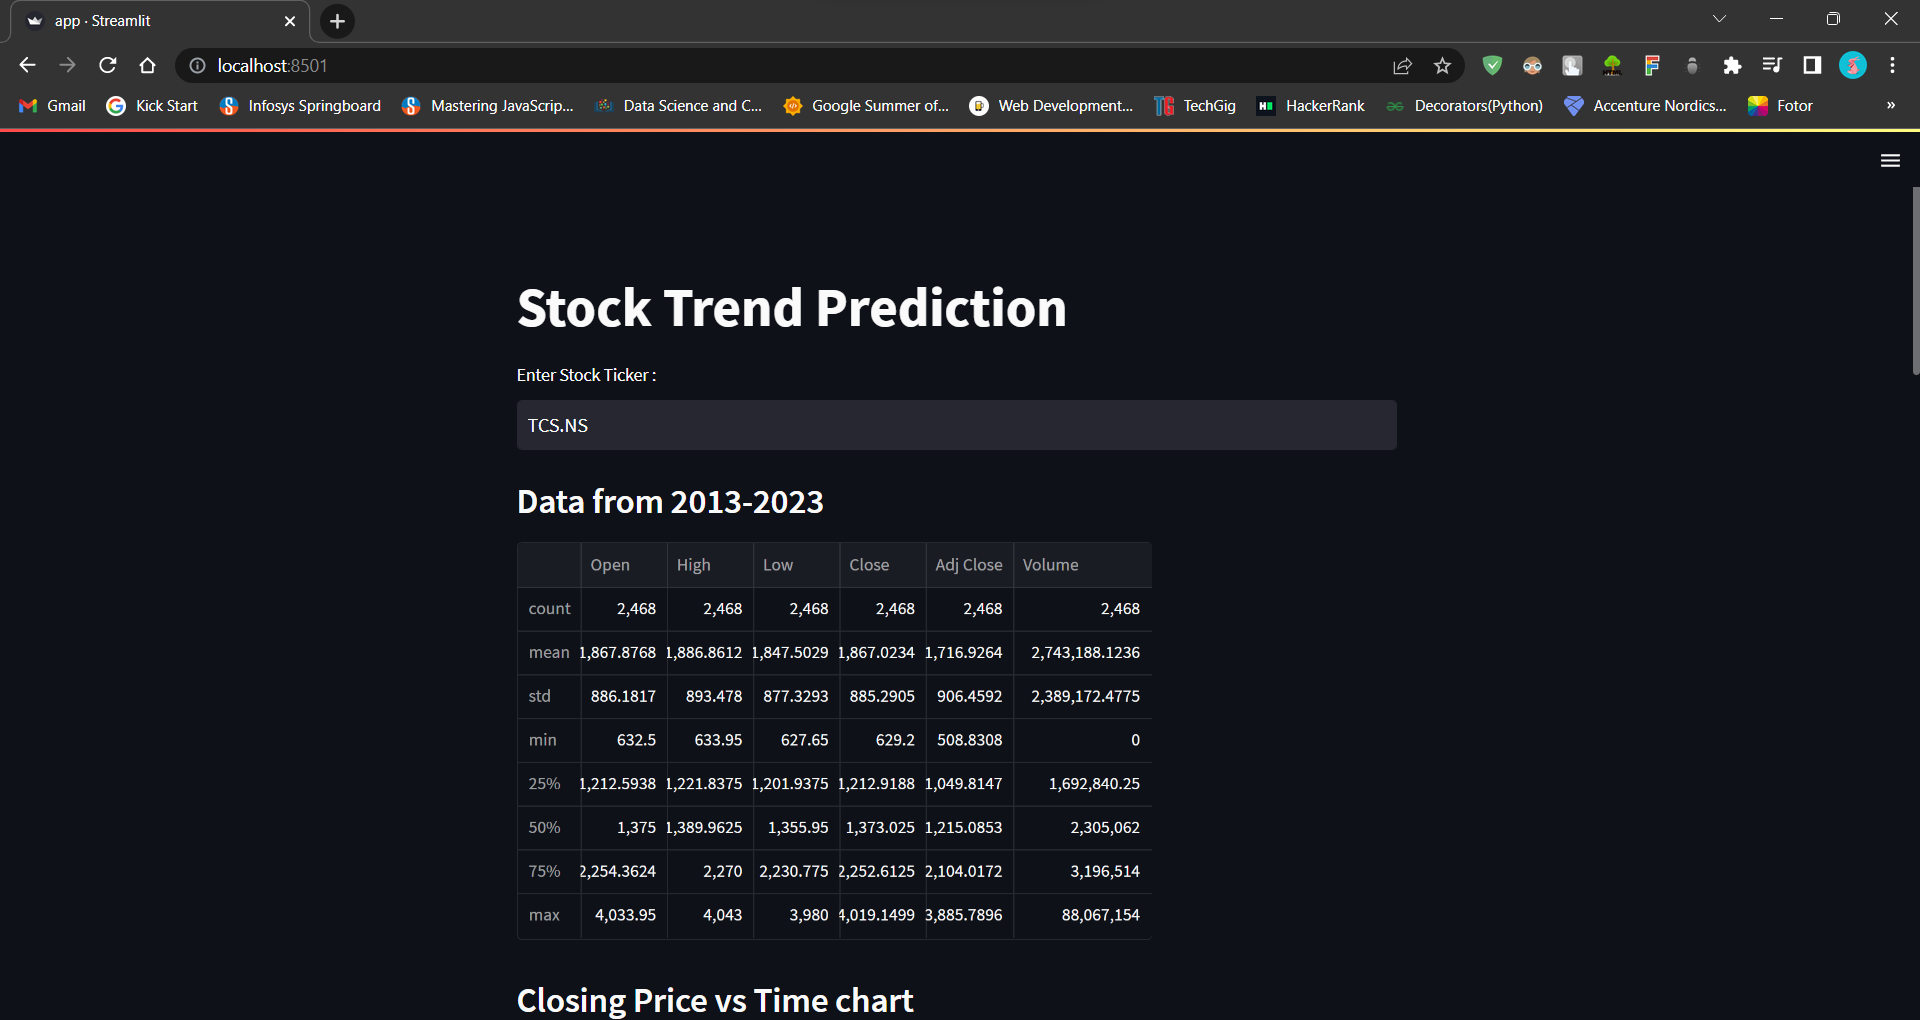 app · Streamlit
localhost:8501
Gmail Kick Start Infosys Springboard Mastering JavaScrip... Data Science and C... Google Summer of... Web Development... TechGig HackerRank Decorators(Python) Accenture Nordics... Fotor »
Stock Trend Prediction
Enter Stock Ticker :
TCS.NS
Data from 2013-2023
Open High Low Close Adj Close Volume
count 2,468 2,468 2,468 2,468 2,468 2,468
mean 1,867.8768 1,886.8612 1,847.5029 1,867.0234 1,716.9264 2,743,188.1236
std 886.1817 893.478 877.3293 885.2905 906.4592 2,389,172.4775
min 632.5 633.95 627.65 629.2 508.8308 0
25% 1,212.5938 1,221.8375 1,201.9375 1,212.9188 1,049.8147 1,692,840.25
50% 1,375 1,389.9625 1,355.95 1,373.025 1,215.0853 2,305,062
75% 2,254.3624 2,270 2,230.775 2,252.6125 2,104.0172 3,196,514
max 4,033.95 4,043 3,980 4,019.1499 3,885.7896 88,067,154
Closing Price vs Time chart